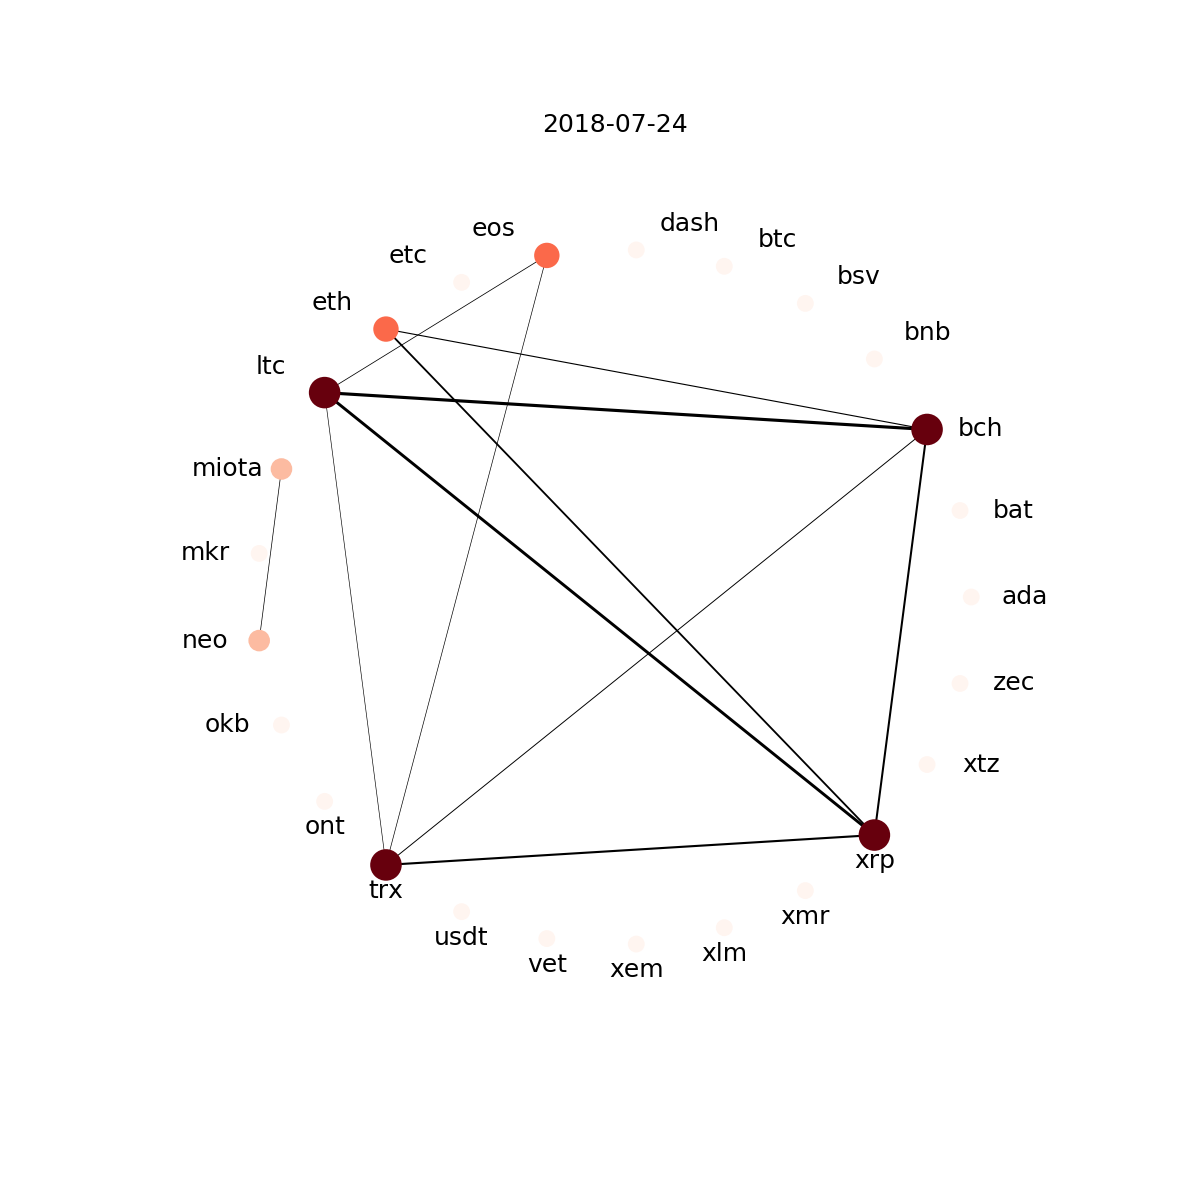 2018-07-24
dash
eos
btc
etc
bsv
eth
bnb
ltc
bch
miota
bat
mkr
ada
neo
zec
okb
xtz
ont
xrp
trx
xmr
usdt
xlm
vet
xem